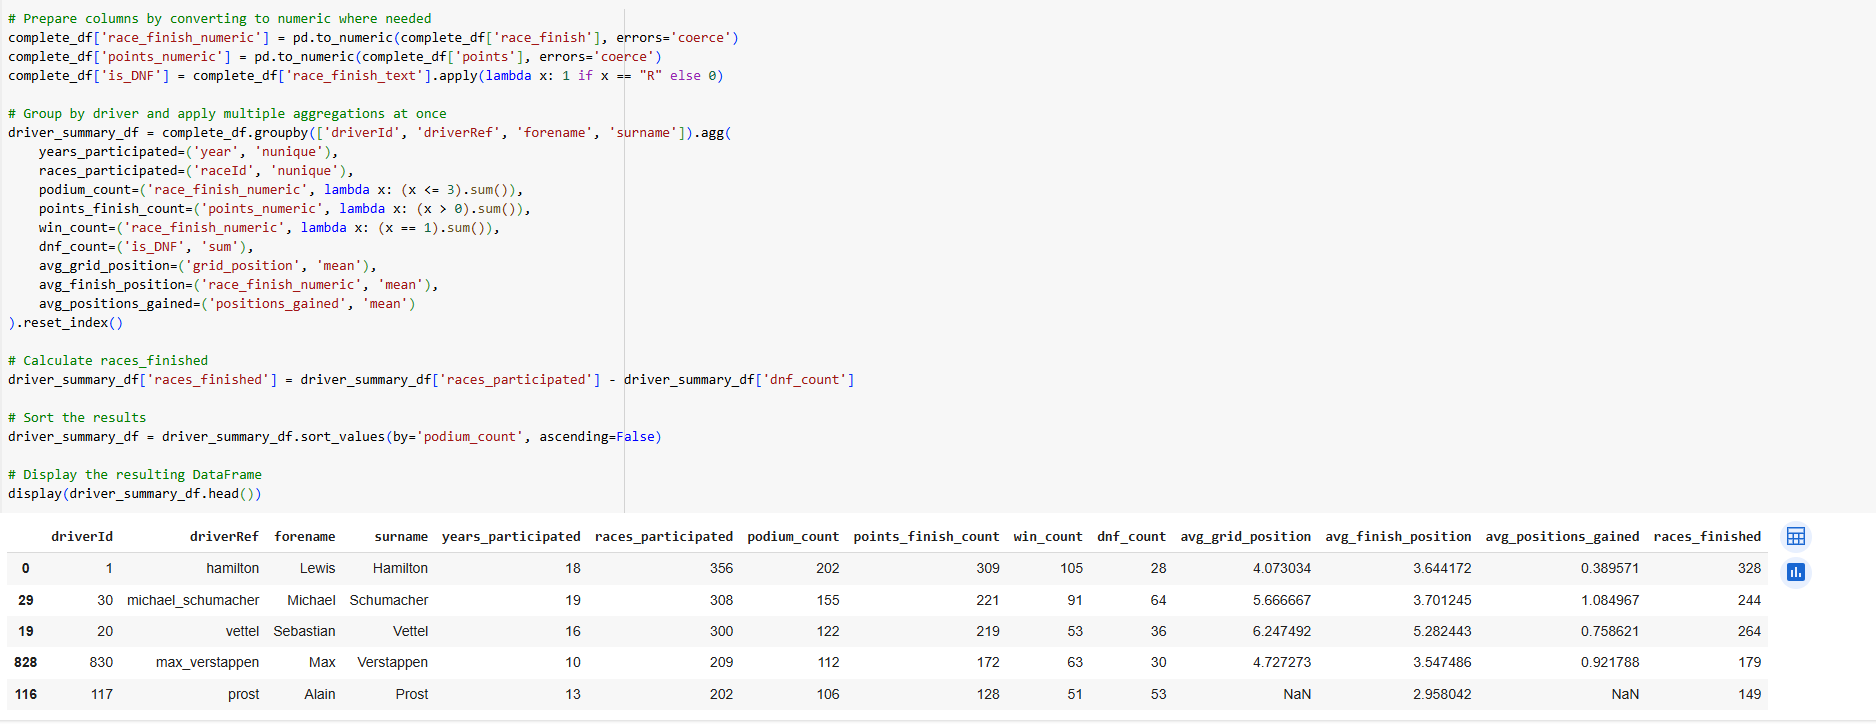 # Prepare columns by converting to numeric where needed
complete_df['race_finish_numeric'] = pd.to_numeric(complete_df['race_finish'], errors='coerce')
complete_df['points_numeric'] = pd.to_numeric(complete_df['points'], errors='coerce')
complete_df['is_DNF'] = complete_df['race_finish_text'].apply(lambda x: 1 if x == "R" else 0)

# Group by driver and apply multiple aggregations at once
driver_summary_df = complete_df.groupby(['driverId', 'driverRef', 'forename', 'surname']).agg(
    years_participated=('year', 'nunique'),
    races_participated=('raceId', 'nunique'),
    podium_count=('race_finish_numeric', lambda x: (x <= 3).sum()),
    points_finish_count=('points_numeric', lambda x: (x > 0).sum()),
    win_count=('race_finish_numeric', lambda x: (x == 1).sum()),
    dnf_count=('is_DNF', 'sum'),
    avg_grid_position=('grid_position', 'mean'),
    avg_finish_position=('race_finish_numeric', 'mean'),
    avg_positions_gained=('positions_gained', 'mean')
).reset_index()

# Calculate races_finished
driver_summary_df['races_finished'] = driver_summary_df['races_participated'] - driver_summary_df['dnf_count']

# Sort the results
driver_summary_df = driver_summary_df.sort_values(by='podium_count', ascending=False)

# Display the resulting DataFrame
display(driver_summary_df.head())

driverId driverRef forename surname years_participated races_participated podium_count points_finish_count win_count dnf_count avg_grid_position avg_finish_position avg_positions_gained races_finished
0 1 hamilton Lewis Hamilton 18 356 202 309 105 28 4.073034 3.644172 0.389571 328
29 30 michael_schumacher Michael Schumacher 19 308 155 221 91 64 5.666667 3.701245 1.084967 244
19 20 vettel Sebastian Vettel 16 300 122 219 53 36 6.247492 5.282443 0.758621 264
828 830 max_verstappen Max Verstappen 10 209 112 172 63 30 4.727273 3.547486 0.921788 179
116 117 prost Alain Prost 13 202 106 128 51 53 NaN 2.958042 NaN 149